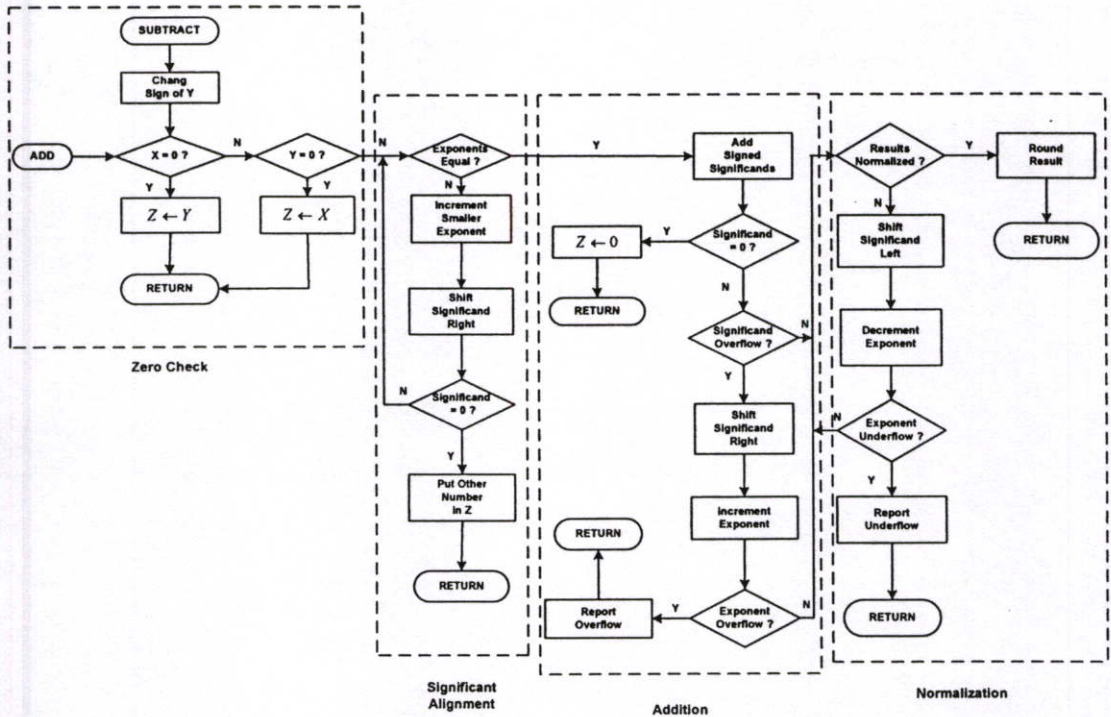 SUBTRACT
Chang
Sign of Y
ADD
X = 0 ?
N
Y = 0 ?
N
Y
Y
Z ← Y
Z ← X
RETURN
Zero Check
Exponents
Equal ?
Y
N
Increment
Smaller
Exponent
Shift
Significand
Right
N
Significand
= 0 ?
Y
Put Other
Number
in Z
RETURN
Significant
Alignment
Add
Signed
Significands
Z ← 0
Y
Significand
= 0 ?
RETURN
N
Significand
Overflow ?
N
Y
Shift
Significand
Right
Increment
Exponent
RETURN
Report
Overflow
Y
Exponent
Overflow ?
N
Addition
Results
Normalized ?
Y
Round
Result
N
RETURN
Shift
Significand
Left
Decrement
Exponent
N
Exponent
Underflow ?
Y
Report
Underflow
RETURN
Normalization